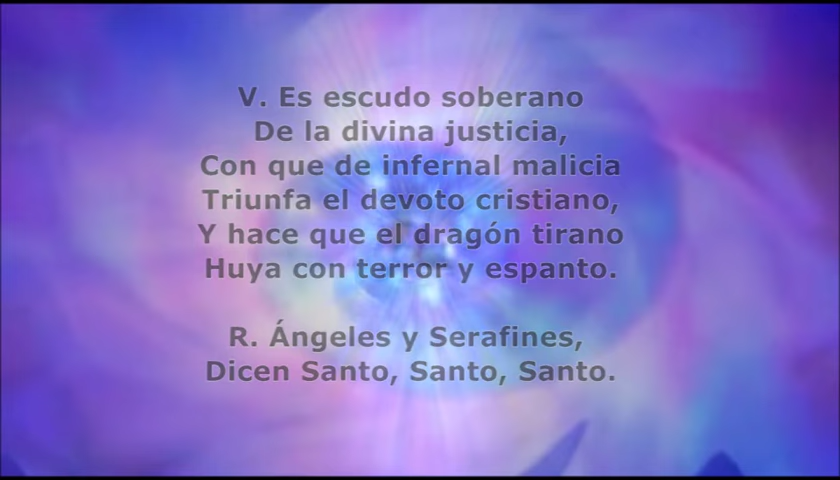 V. Es escudo soberano
De la divina justicia,
Con que de infernal malicia
Triunfa el devoto cristiano,
Y hace que el dragón tirano
Huya con terror y espanto.
R. Ángeles y Serafines,
Dicen Santo, Santo, Santo.